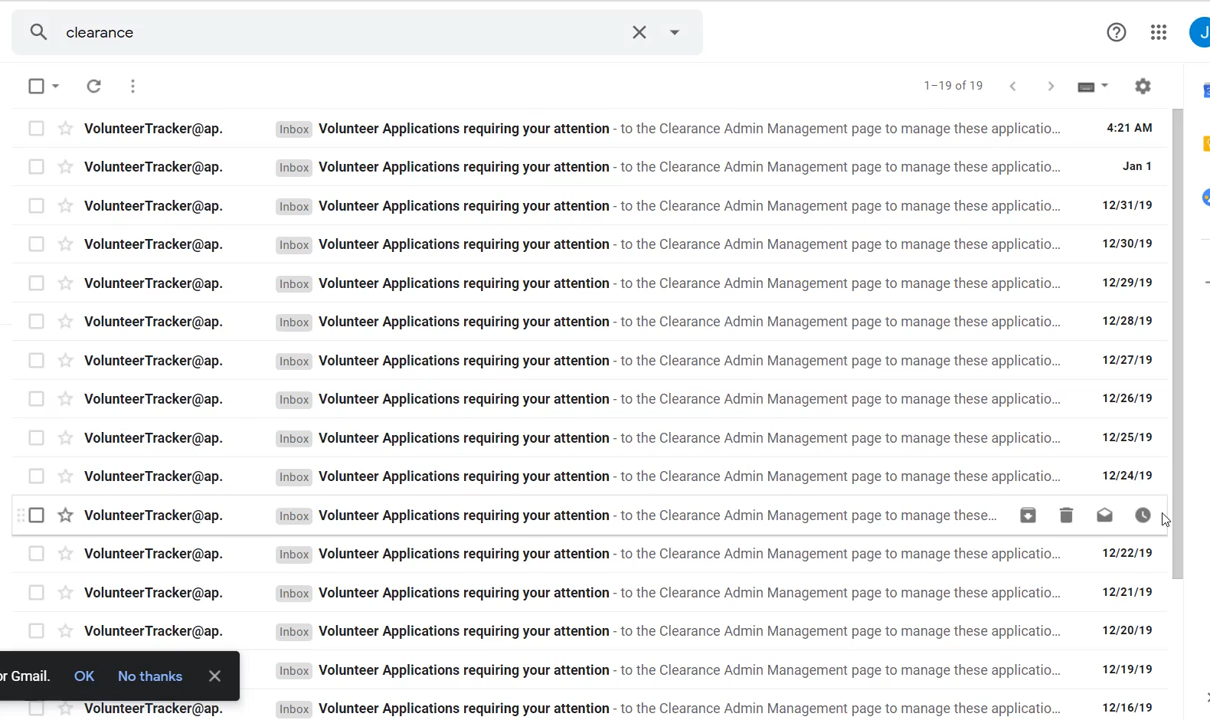 clearance
J
1–19 of 19
VolunteerTracker@ap. Inbox Volunteer Applications requiring your attention - to the Clearance Admin Management page to manage these applicatio... 4:21 AM
VolunteerTracker@ap. Inbox Volunteer Applications requiring your attention - to the Clearance Admin Management page to manage these applicatio... Jan 1
VolunteerTracker@ap. Inbox Volunteer Applications requiring your attention - to the Clearance Admin Management page to manage these applicatio... 12/31/19
VolunteerTracker@ap. Inbox Volunteer Applications requiring your attention - to the Clearance Admin Management page to manage these applicatio... 12/30/19
VolunteerTracker@ap. Inbox Volunteer Applications requiring your attention - to the Clearance Admin Management page to manage these applicatio... 12/29/19
VolunteerTracker@ap. Inbox Volunteer Applications requiring your attention - to the Clearance Admin Management page to manage these applicatio... 12/28/19
VolunteerTracker@ap. Inbox Volunteer Applications requiring your attention - to the Clearance Admin Management page to manage these applicatio... 12/27/19
VolunteerTracker@ap. Inbox Volunteer Applications requiring your attention - to the Clearance Admin Management page to manage these applicatio... 12/26/19
VolunteerTracker@ap. Inbox Volunteer Applications requiring your attention - to the Clearance Admin Management page to manage these applicatio... 12/25/19
VolunteerTracker@ap. Inbox Volunteer Applications requiring your attention - to the Clearance Admin Management page to manage these applicatio... 12/24/19
VolunteerTracker@ap. Inbox Volunteer Applications requiring your attention - to the Clearance Admin Management page to manage these...
VolunteerTracker@ap. Inbox Volunteer Applications requiring your attention - to the Clearance Admin Management page to manage these applicatio... 12/22/19
VolunteerTracker@ap. Inbox Volunteer Applications requiring your attention - to the Clearance Admin Management page to manage these applicatio... 12/21/19
VolunteerTracker@ap. Inbox Volunteer Applications requiring your attention - to the Clearance Admin Management page to manage these applicatio... 12/20/19
Inbox Volunteer Applications requiring your attention - to the Clearance Admin Management page to manage these applicatio... 12/19/19
or Gmail. OK No thanks
VolunteerTracker@ap. Inbox Volunteer Applications requiring your attention - to the Clearance Admin Management page to manage these applicatio... 12/16/19